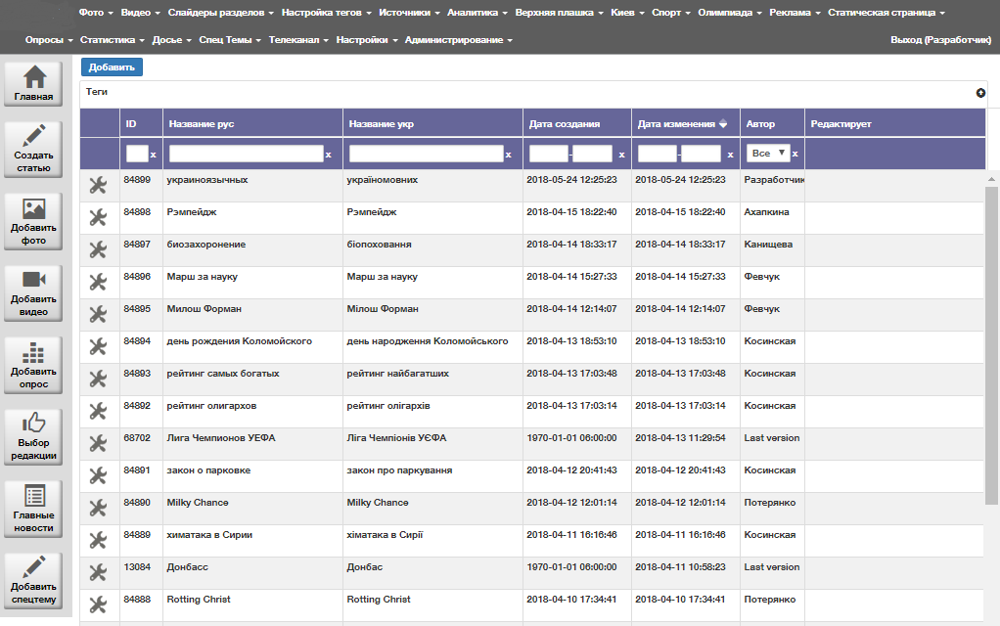 Фото Видео Слайдеры разделов Настройка тегов Источники Аналитика Верхняя плашка Киев Спорт Олимпиада Реклама Статическая страница
Опросы Статистика Досье Спец Темы Телеканал Настройки Администрирование Выход (Разработчик)
Главная
Создать
статью
Добавить
фото
Добавить
видео
Добавить
опрос
Выбор
редакции
Главные
новости
Добавить
спецтему
Добавить
Теги
ID Название рус Название укр Дата создания Дата изменения Автор Редактирует
x x x - x - x Все x
84899 украиноязычных україномовних 2018-05-24 12:25:23 2018-05-24 12:25:23 Разработчик
84898 Рэмпейдж Рэмпейдж 2018-04-15 18:22:40 2018-04-15 18:22:40 Ахапкина
84897 биозахоронение біопоховання 2018-04-14 18:33:17 2018-04-14 18:33:17 Канищева
84896 Марш за науку Марш за науку 2018-04-14 15:27:33 2018-04-14 15:27:33 Февчук
84895 Милош Форман Мілош Форман 2018-04-14 12:14:07 2018-04-14 12:14:07 Февчук
84894 день рождения Коломойского день народження Коломойського 2018-04-13 18:53:10 2018-04-13 18:53:10 Косинская
84893 рейтинг самых богатых рейтинг найбагатших 2018-04-13 17:03:48 2018-04-13 17:03:48 Косинская
84892 рейтинг олигархов рейтинг олігархів 2018-04-13 17:03:14 2018-04-13 17:03:14 Косинская
68702 Лига Чемпионов УЕФА Ліга Чемпіонів УЄФА 1970-01-01 06:00:00 2018-04-13 11:29:54 Last version
84891 закон о парковке закон про паркування 2018-04-12 20:41:43 2018-04-12 20:41:43 Косинская
84890 Milky Chance Milky Chance 2018-04-12 12:01:14 2018-04-12 12:01:14 Потерянко
84889 химатака в Сирии хіматака в Сирії 2018-04-11 16:16:46 2018-04-11 16:16:46 Косинская
13084 Донбасс Донбас 1970-01-01 06:00:00 2018-04-11 10:58:23 Last version
84888 Rotting Christ Rotting Christ 2018-04-10 17:34:41 2018-04-10 17:34:41 Потерянко